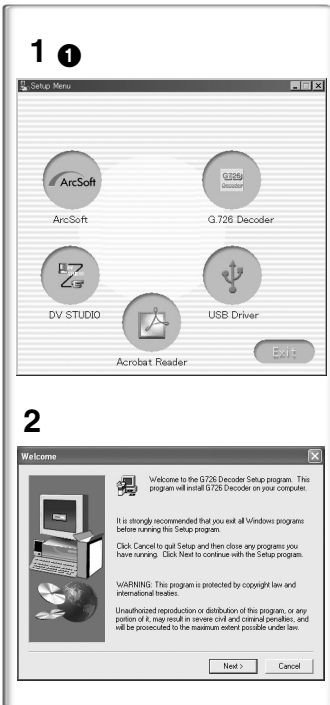 1 ❶
Setup Menu
ArcSoft
G.726
Decoder
ArcSoft
G.726 Decoder
DV STUDIO
USB Driver
Acrobat Reader
Exit
2
Welcome
Welcome to the G726 Decoder Setup program. This
program will install G726 Decoder on your computer.
It is strongly recommended that you exit all Windows programs
before running this Setup program.
Click Cancel to quit Setup and then close any programs you
have running. Click Next to continue with the Setup program.
WARNING: This program is protected by copyright law and
international treaties.
Unauthorized reproduction or distribution of this program, or any
portion of it, may result in severe civil and criminal penalties, and
will be prosecuted to the maximum extent possible under law.
Next >
Cancel